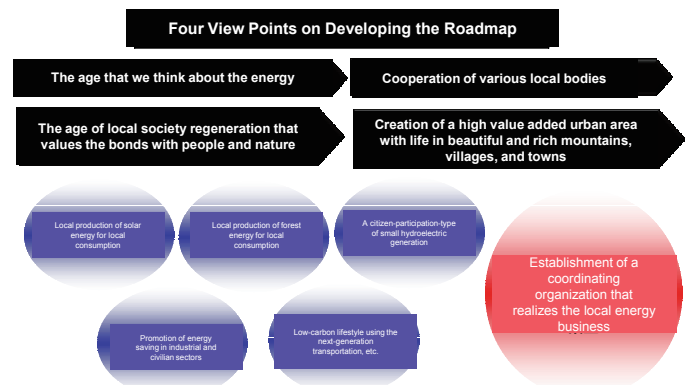 Four View Points on Developing the Roadmap
The age that we think about the energy
Cooperation of various local bodies
The age of local society regeneration that
values the bonds with people and nature
Creation of a high value added urban area
with life in beautiful and rich mountains,
villages, and towns
Local production of solar
energy for local
consumption
Local production of forest
energy for local
consumption
A citizen-participation-type
of small hydroelectric
generation
Establishment of a
coordinating
organization that
realizes the local energy
business
Promotion of energy
saving in industrial and
civilian sectors
Low-carbon lifestyle using the
next-generation
transportation, etc.